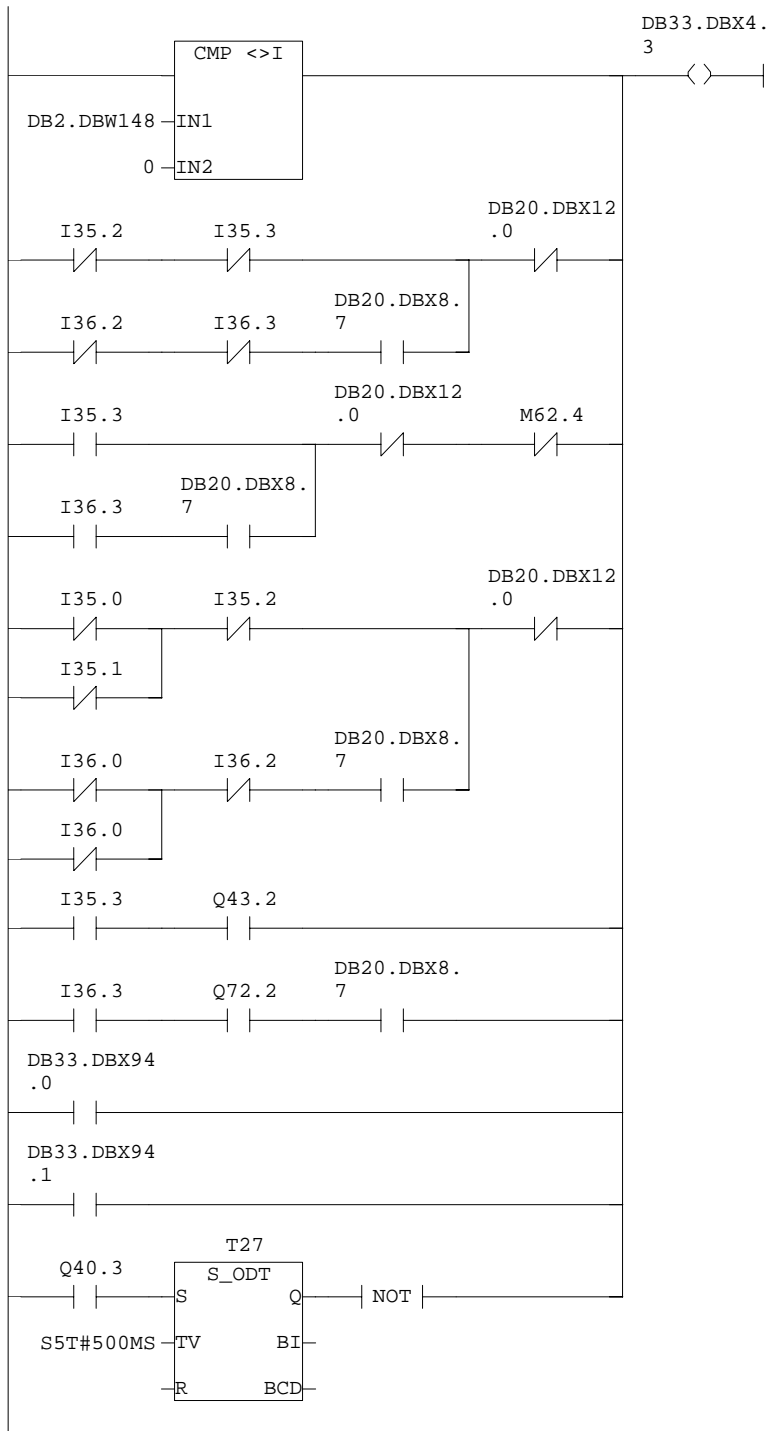 DB33.DBX4.
3
CMP <>I
DB2.DBW148
IN1
0
IN2
DB20.DBX12
I35.2
I35.3
.0
DB20.DBX8.
I36.2
I36.3
7
DB20.DBX12
I35.3
.0
M62.4
DB20.DBX8.
I36.3
7
DB20.DBX12
I35.0
I35.2
.0
I35.1
DB20.DBX8.
I36.0
I36.2
7
I36.0
I35.3
Q43.2
DB20.DBX8.
I36.3
Q72.2
7
DB33.DBX94
.0
DB33.DBX94
.1
T27
Q40.3
S_ODT
S
Q
NOT
S5T#500MS
TV
BI
R
BCD